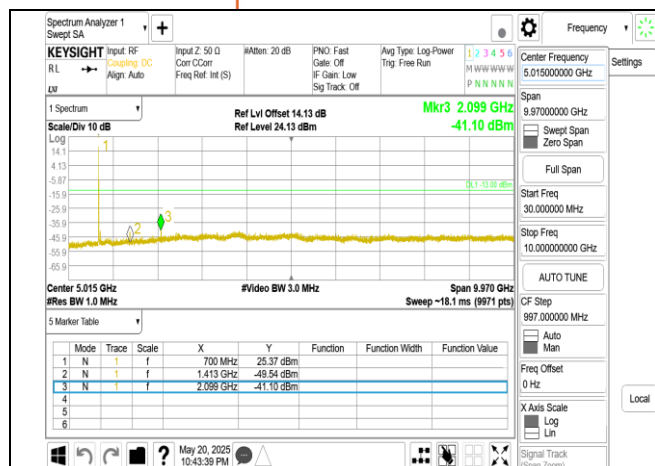 Spectrum Analyzer 1
Swept SA
+
Frequency
KEYSIGHT
RL
LXI
Input: RF
Coupling: DC
Align: Auto
Input Z: 50 Ω
Corr CCorr
Freq Ref: Int (S)
#Atten: 20 dB
PNO: Fast
Gate: Off
IF Gain: Low
Sig Track: Off
Avg Type: Log-Power
Trig: Free Run
1 2 3 4 5 6
M W W W W W
P N N N N N
1 Spectrum
Scale/Div 10 dB
Ref Lvl Offset 14.13 dB
Ref Level 24.13 dBm
Mkr3 2.099 GHz
-41.10 dBm
Log
14.1
4.13
-5.87
-15.9
-25.9
-35.9
-45.9
-55.9
-65.9
1
2
3
DL1 -13.00 dBm
Center 5.015 GHz
#Res BW 1.0 MHz
#Video BW 3.0 MHz
Span 9.970 GHz
Sweep ~18.1 ms (9971 pts)
5 Marker Table
Mode Trace Scale X Y Function Function Width Function Value
1 N 1 f 700 MHz 25.37 dBm
2 N 1 f 1.413 GHz -49.54 dBm
3 N 1 f 2.099 GHz -41.10 dBm
4
5
6
?
May 20, 2025
10:43:39 PM
Center Frequency
5.015000000 GHz
Span
9.97000000 GHz
Swept Span
Zero Span
Full Span
Start Freq
30.000000 MHz
Stop Freq
10.000000000 GHz
AUTO TUNE
CF Step
997.000000 MHz
Auto
Man
Freq Offset
0 Hz
X Axis Scale
Log
Lin
Signal Track
(Span Zoom)
Settings
Local